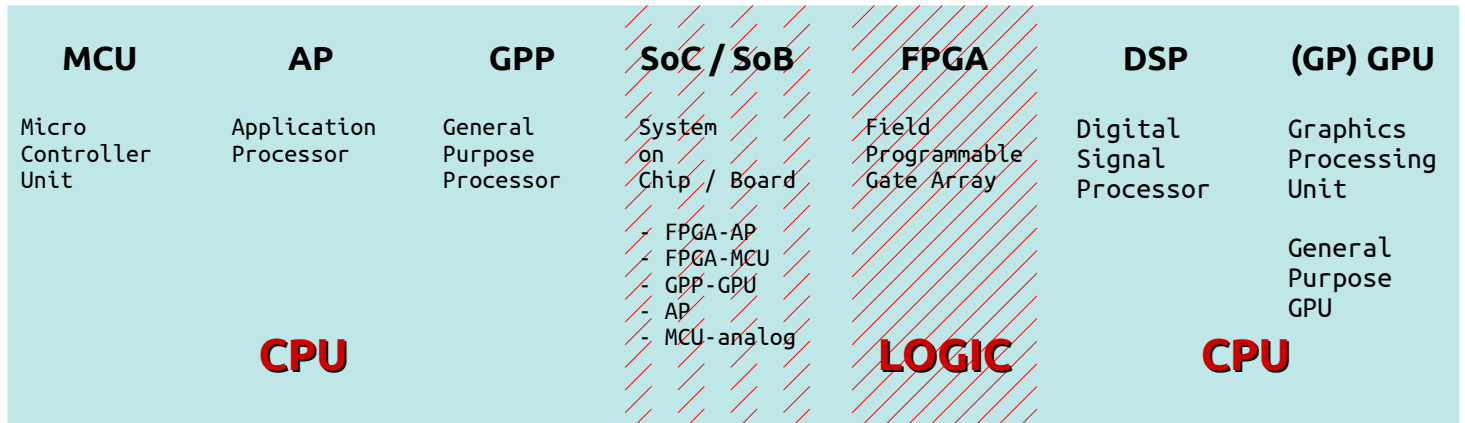 MCU
Micro
Controller
Unit
AP
Application
Processor
GPP
General
Purpose
Processor
CPU
SoC / SoB
System
on
Chip / Board
- FPGA-AP
- FPGA-MCU
- GPP-GPU
- AP
- MCU-analog
FPGA
Field
Programmable
Gate Array
LOGIC
DSP
Digital
Signal
Processor
(GP) GPU
Graphics
Processing
Unit
General
Purpose
GPU
CPU